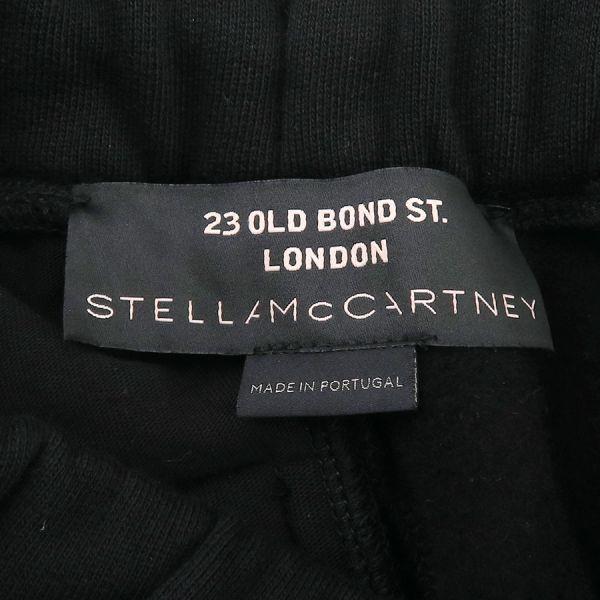 23 OLD BOND ST.
LONDON
STELLAMcCARTNEY
MADE IN PORTUGAL